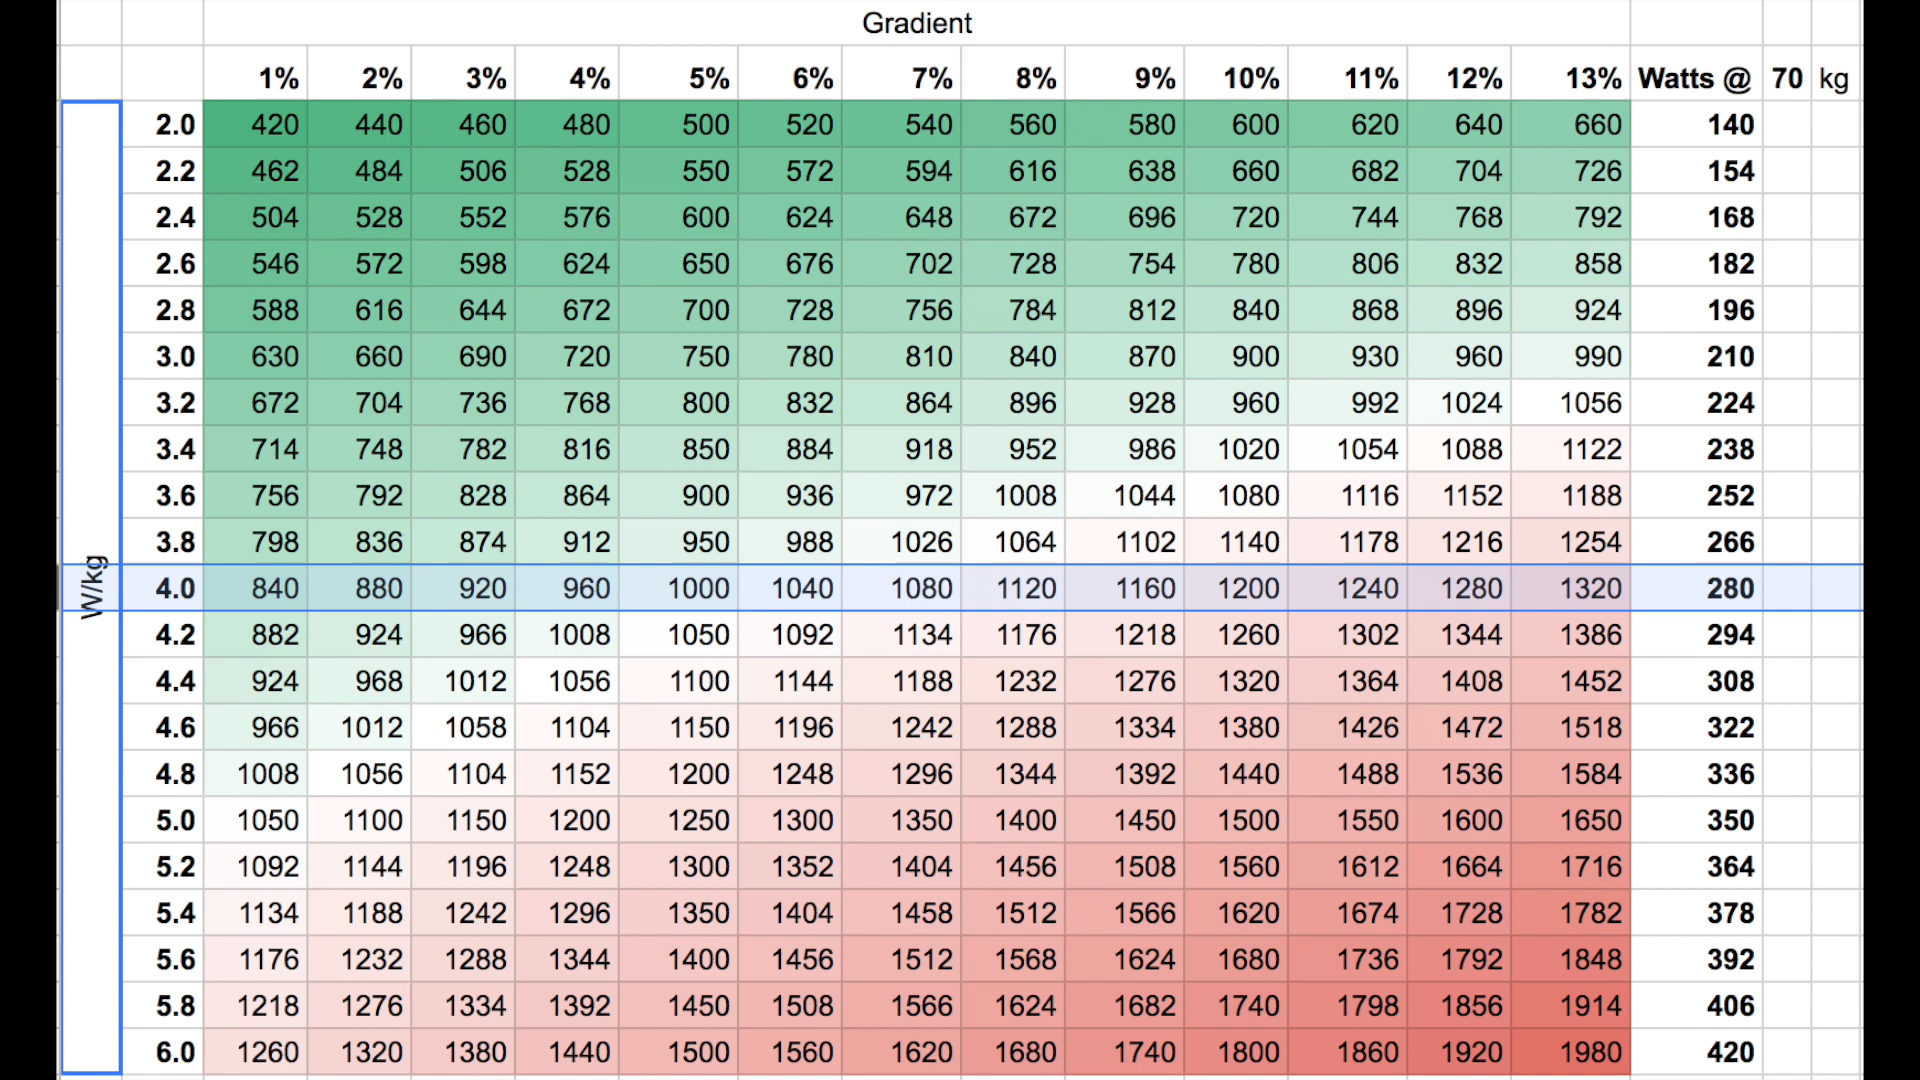 Gradient
1% 2% 3% 4% 5% 6% 7% 8% 9% 10% 11% 12% 13% Watts @ 70 kg
2.0 420 440 460 480 500 520 540 560 580 600 620 640 660 140
2.2 462 484 506 528 550 572 594 616 638 660 682 704 726 154
2.4 504 528 552 576 600 624 648 672 696 720 744 768 792 168
2.6 546 572 598 624 650 676 702 728 754 780 806 832 858 182
2.8 588 616 644 672 700 728 756 784 812 840 868 896 924 196
3.0 630 660 690 720 750 780 810 840 870 900 930 960 990 210
3.2 672 704 736 768 800 832 864 896 928 960 992 1024 1056 224
3.4 714 748 782 816 850 884 918 952 986 1020 1054 1088 1122 238
3.6 756 792 828 864 900 936 972 1008 1044 1080 1116 1152 1188 252
3.8 798 836 874 912 950 988 1026 1064 1102 1140 1178 1216 1254 266
W/kg 4.0 840 880 920 960 1000 1040 1080 1120 1160 1200 1240 1280 1320 280
4.2 882 924 966 1008 1050 1092 1134 1176 1218 1260 1302 1344 1386 294
4.4 924 968 1012 1056 1100 1144 1188 1232 1276 1320 1364 1408 1452 308
4.6 966 1012 1058 1104 1150 1196 1242 1288 1334 1380 1426 1472 1518 322
4.8 1008 1056 1104 1152 1200 1248 1296 1344 1392 1440 1488 1536 1584 336
5.0 1050 1100 1150 1200 1250 1300 1350 1400 1450 1500 1550 1600 1650 350
5.2 1092 1144 1196 1248 1300 1352 1404 1456 1508 1560 1612 1664 1716 364
5.4 1134 1188 1242 1296 1350 1404 1458 1512 1566 1620 1674 1728 1782 378
5.6 1176 1232 1288 1344 1400 1456 1512 1568 1624 1680 1736 1792 1848 392
5.8 1218 1276 1334 1392 1450 1508 1566 1624 1682 1740 1798 1856 1914 406
6.0 1260 1320 1380 1440 1500 1560 1620 1680 1740 1800 1860 1920 1980 420